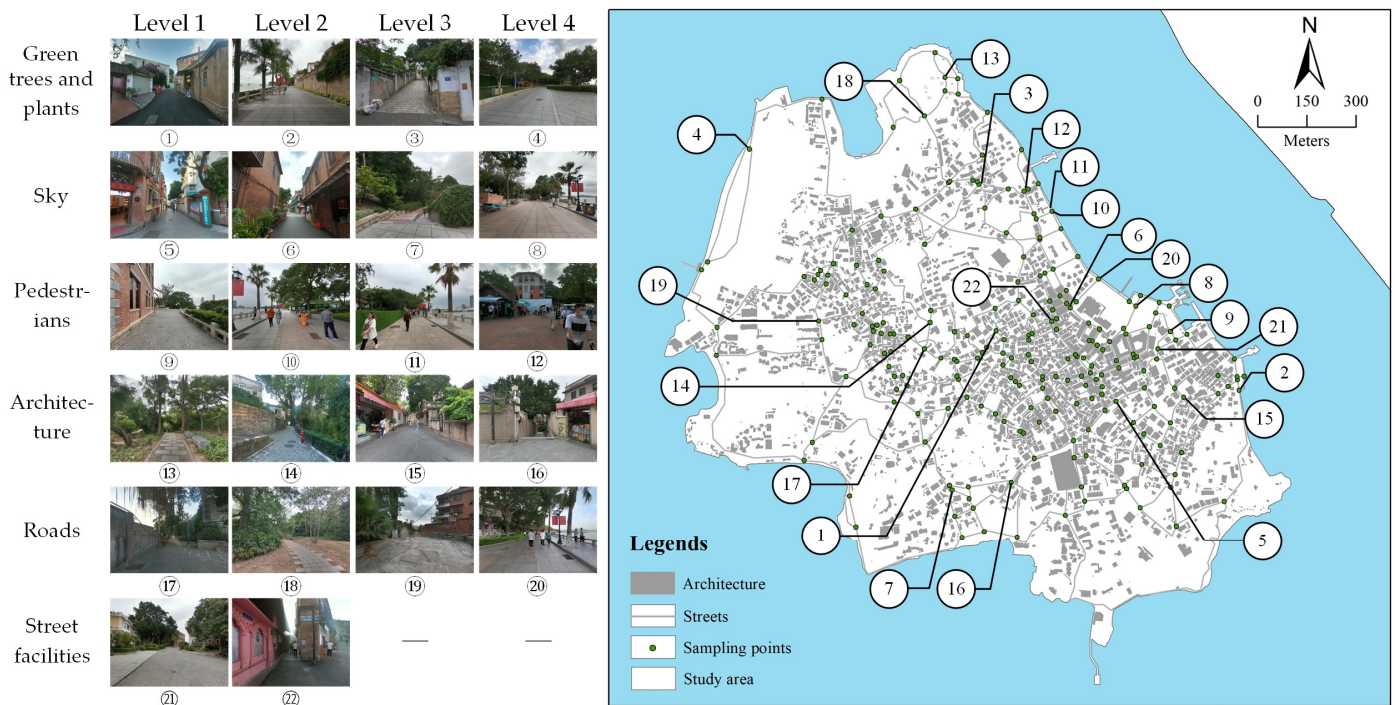 Level 1 Level 2 Level 3 Level 4
Green
trees and
plants
① ② ③ ④
Sky
⑤ ⑥ ⑦ ⑧
Pedestr-
ians
⑨ ⑩ ⑪ ⑫
Architec-
ture
⑬ ⑭ ⑮ ⑯
Roads
⑰ ⑱ ⑲ ⑳
Street
facilities
— —
㉑ ㉒
N
0 150 300
Meters
13
18
3
4
12
11
10
6
20
19
22
8
9
21
14
2
15
17
1
5
7
16
Legends
Architecture
Streets
Sampling points
Study area